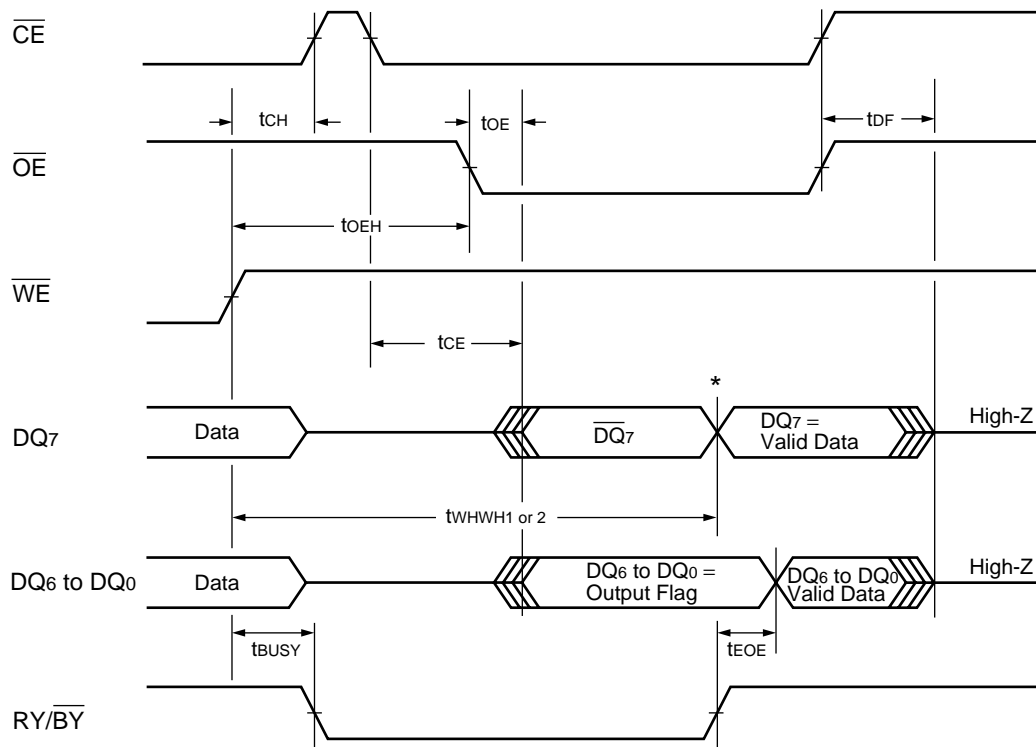 CE
tCH
tOE
tDF
OE
tOEH
WE
tCE
*
DQ7
Data
DQ7
DQ7 =
Valid Data
High-Z
tWHWH1 or 2
DQ6 to DQ0
Data
DQ6 to DQ0 =
Output Flag
DQ6 to DQ0
Valid Data
High-Z
tBUSY
tEOE
RY/BY